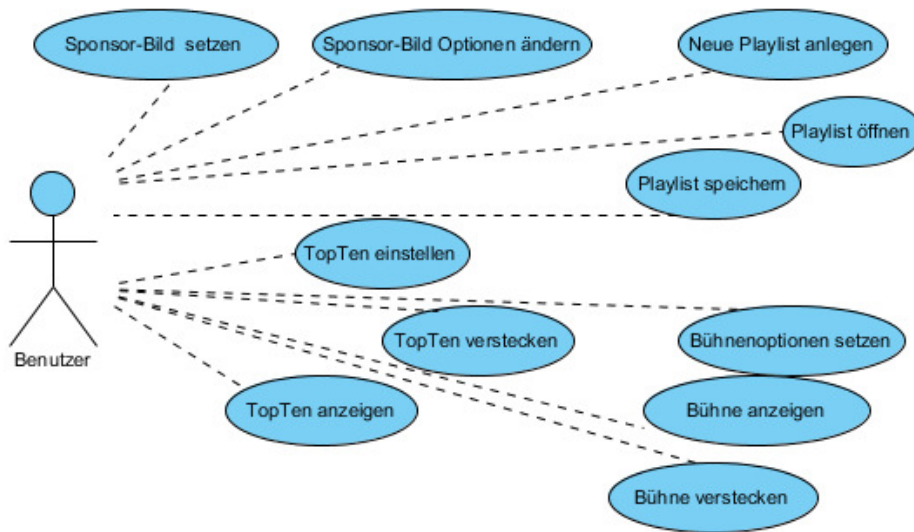 Sponsor-Bild setzen
Sponsor-Bild Optionen ändern
Neue Playlist anlegen
Playlist öffnen
Playlist speichern
TopTen einstellen
TopTen verstecken
Bühnenoptionen setzen
Benutzer
TopTen anzeigen
Bühne anzeigen
Bühne verstecken